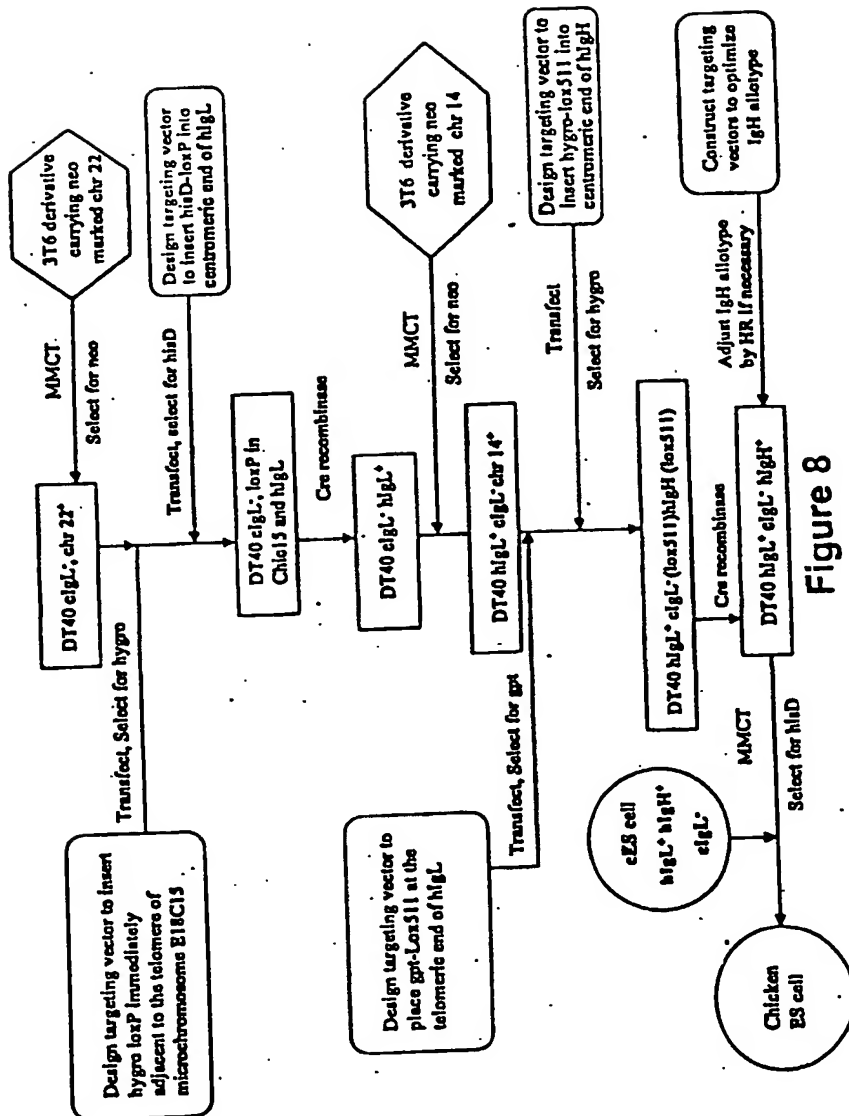 3T6 derivative
carrying neo
marked chr 22
MMCT.
Select for neo
DT40 cIgL-, chr 22+
Design targeting vector
to insert hisD-loxP into
centromeric end of hIgL
Transfect, select for hisD
Transfect, Select for hygro
Design targeting vector to insert
hygro loxP immediately
adjacent to the telomere of
microchromosome E18C15
DT40 cIgL-, loxP in
Chic15 and hIgL
Cre recombinase
DT40 cIgL- hIgL+
3T6 derivative
carrying neo
marked chr 14
MMCT
Select for neo
DT40 hIgL+ cIgL- chr 14+
Design targeting vector to
place gpt-Lox511 at the
telomeric end of hIgL
Transfect, Select for gpt
Design targeting vector to
Insert hygro-lox511 into
centromeric end of hIgH
Transfect
Select for hygro
DT40 hIgL+ cIgL- (lox511)hIgH (lox511)
Cre recombinase
DT40 hIgL+ cIgL- hIgH+
Construct targeting
vectors to optimize
IgH allotype
Adjust IgH allotype
by HR if necessary
MMCT
Select for hisD
cES cell
hIgL+ hIgH+
cIgL-
Chicken
ES cell
Figure 8